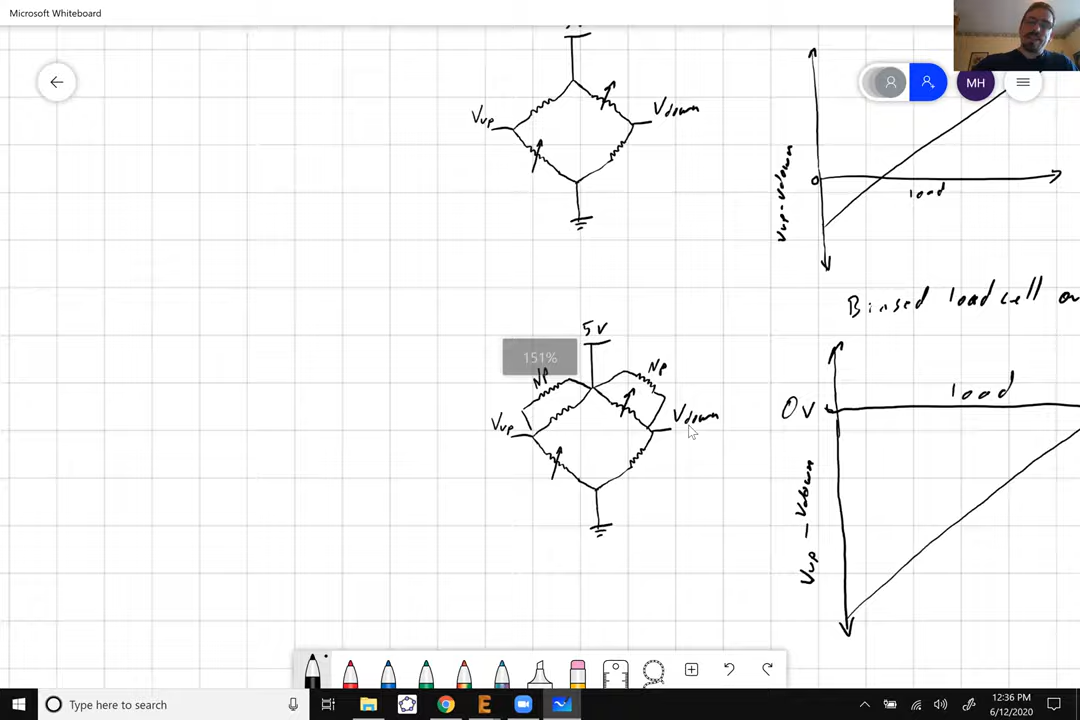 Microsoft Whiteboard
MH
Vup
Vdown
Vup-Vdown
0
load
Biased load cell or
5V
151%
NP
NP
Vup
Vdown
0V
load
Vup - Vdown
Type here to search
12:36 PM
6/12/2020